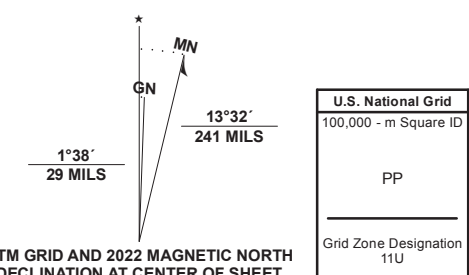 ★
MN
GN
1°38´
29 MILS
13°32´
241 MILS
TM GRID AND 2022 MAGNETIC NORTH
DECLINATION AT CENTER OF SHEET
U.S. National Grid
100,000 - m Square ID
PP
Grid Zone Designation
11U